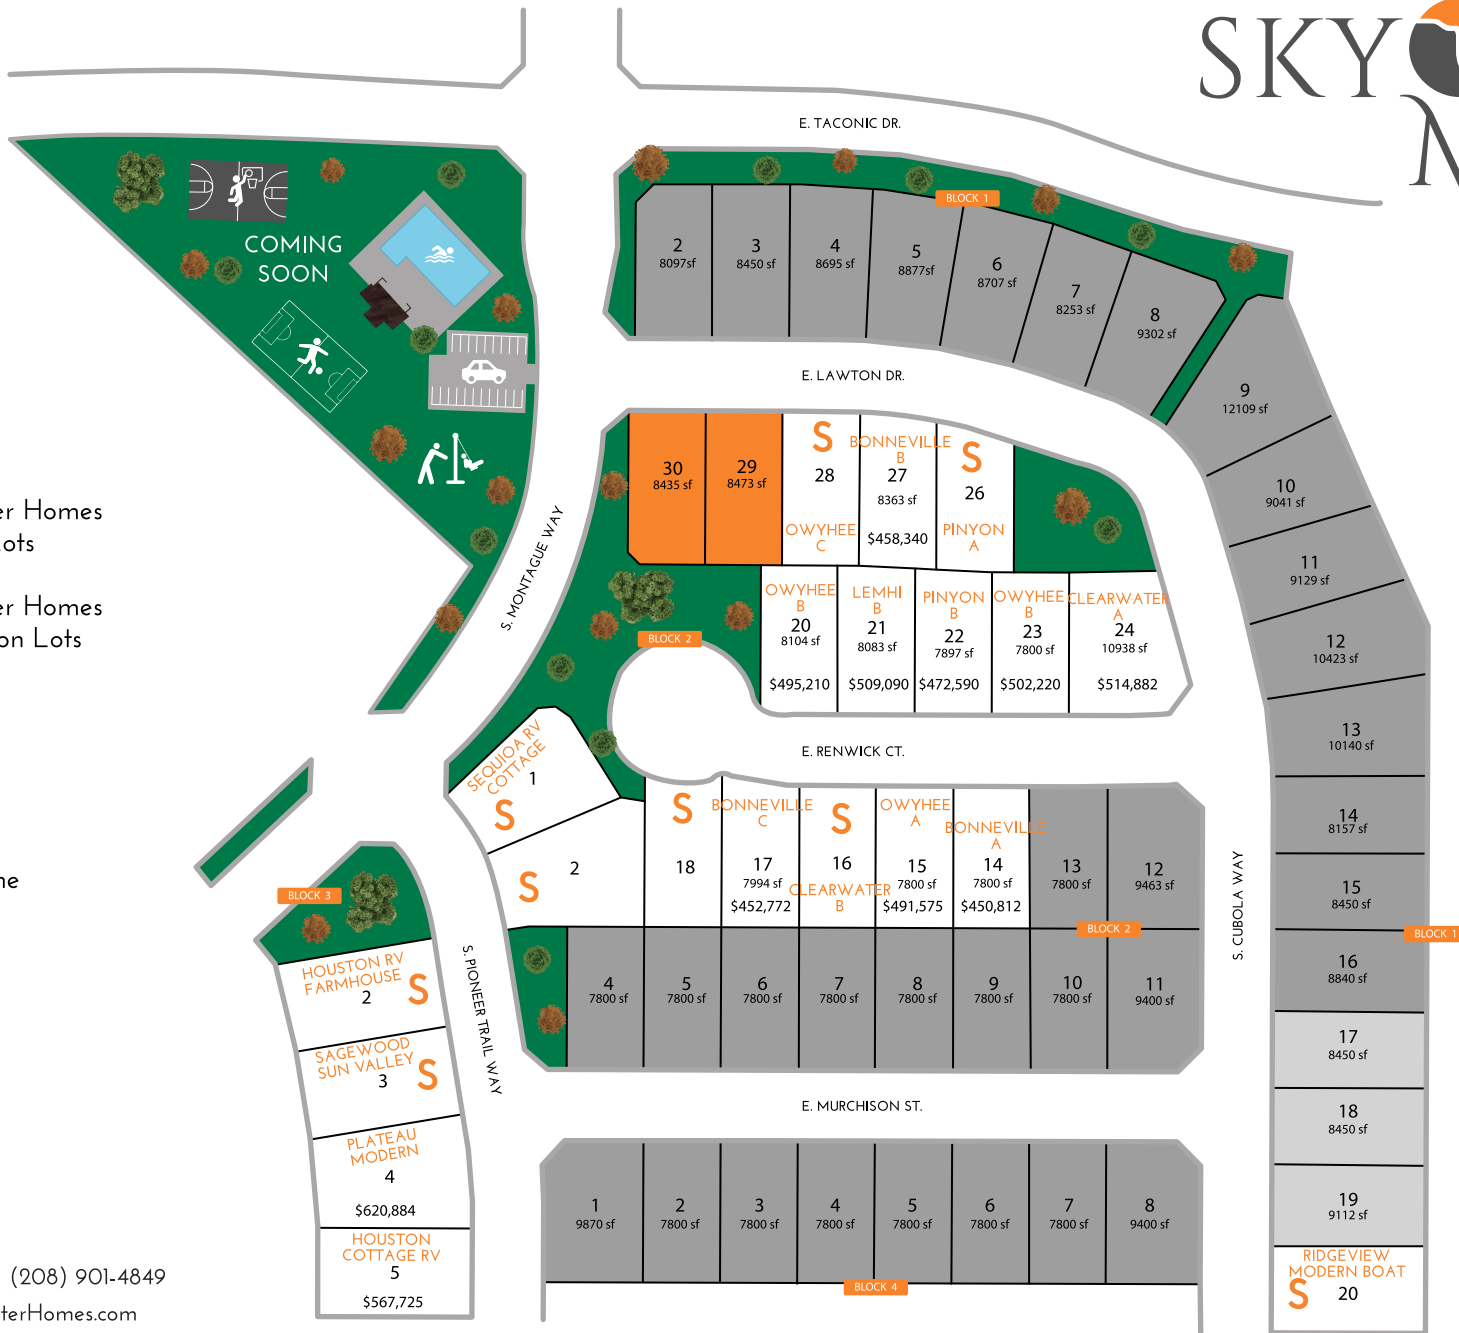 SKY
E. TACONIC DR.
BLOCK 1
COMING
SOON
2
8097sf
3
8450 sf
4
8695 sf
5
8877sf
6
8707 sf
7
8253 sf
8
9302 sf
9
12109 sf
10
9041 sf
11
9129 sf
12
10423 sf
13
10140 sf
14
8157 sf
15
8450 sf
BLOCK 1
16
8840 sf
17
8450 sf
18
8450 sf
19
9112 sf
RIDGEVIEW
MODERN BOAT
S
20
E. LAWTON DR.
30
8435 sf
29
8473 sf
S
28
OWYHEE
C
BONNEVILLE
B
27
8363 sf
$458,340
S
26
PINYON
A
er Homes
ots
er Homes
on Lots
S. MONTAGUE WAY
BLOCK 2
OWYHEE
B
20
8104 sf
$495,210
LEMHI
B
21
8083 sf
$509,090
PINYON
B
22
7897 sf
$472,590
OWYHEE
B
23
7800 sf
$502,220
CLEARWATER
A
24
10938 sf
$514,882
E. RENWICK CT.
SEQUIOA RV
COTTAGE
1
S
2
S
S
18
BONNEVILLE
C
17
7994 sf
$452,772
S
16
CLEARWATER
B
OWYHEE
A
15
7800 sf
$491,575
BONNEVILLE
A
14
7800 sf
$450,812
13
7800 sf
12
9463 sf
BLOCK 2
S. CUBOLA WAY
4
7800 sf
5
7800 sf
6
7800 sf
7
7800 sf
8
7800 sf
9
7800 sf
10
7800 sf
11
9400 sf
ne
BLOCK 3
S. PIONEER TRAIL WAY
HOUSTON RV
FARMHOUSE
2
S
SAGEWOOD
SUN VALLEY
3
S
PLATEAU
MODERN
4
$620,884
HOUSTON
COTTAGE RV
5
$567,725
E. MURCHISON ST.
1
9870 sf
2
7800 sf
3
7800 sf
4
7800 sf
5
7800 sf
6
7800 sf
7
7800 sf
8
9400 sf
BLOCK 4
(208) 901-4849
terHomes.com